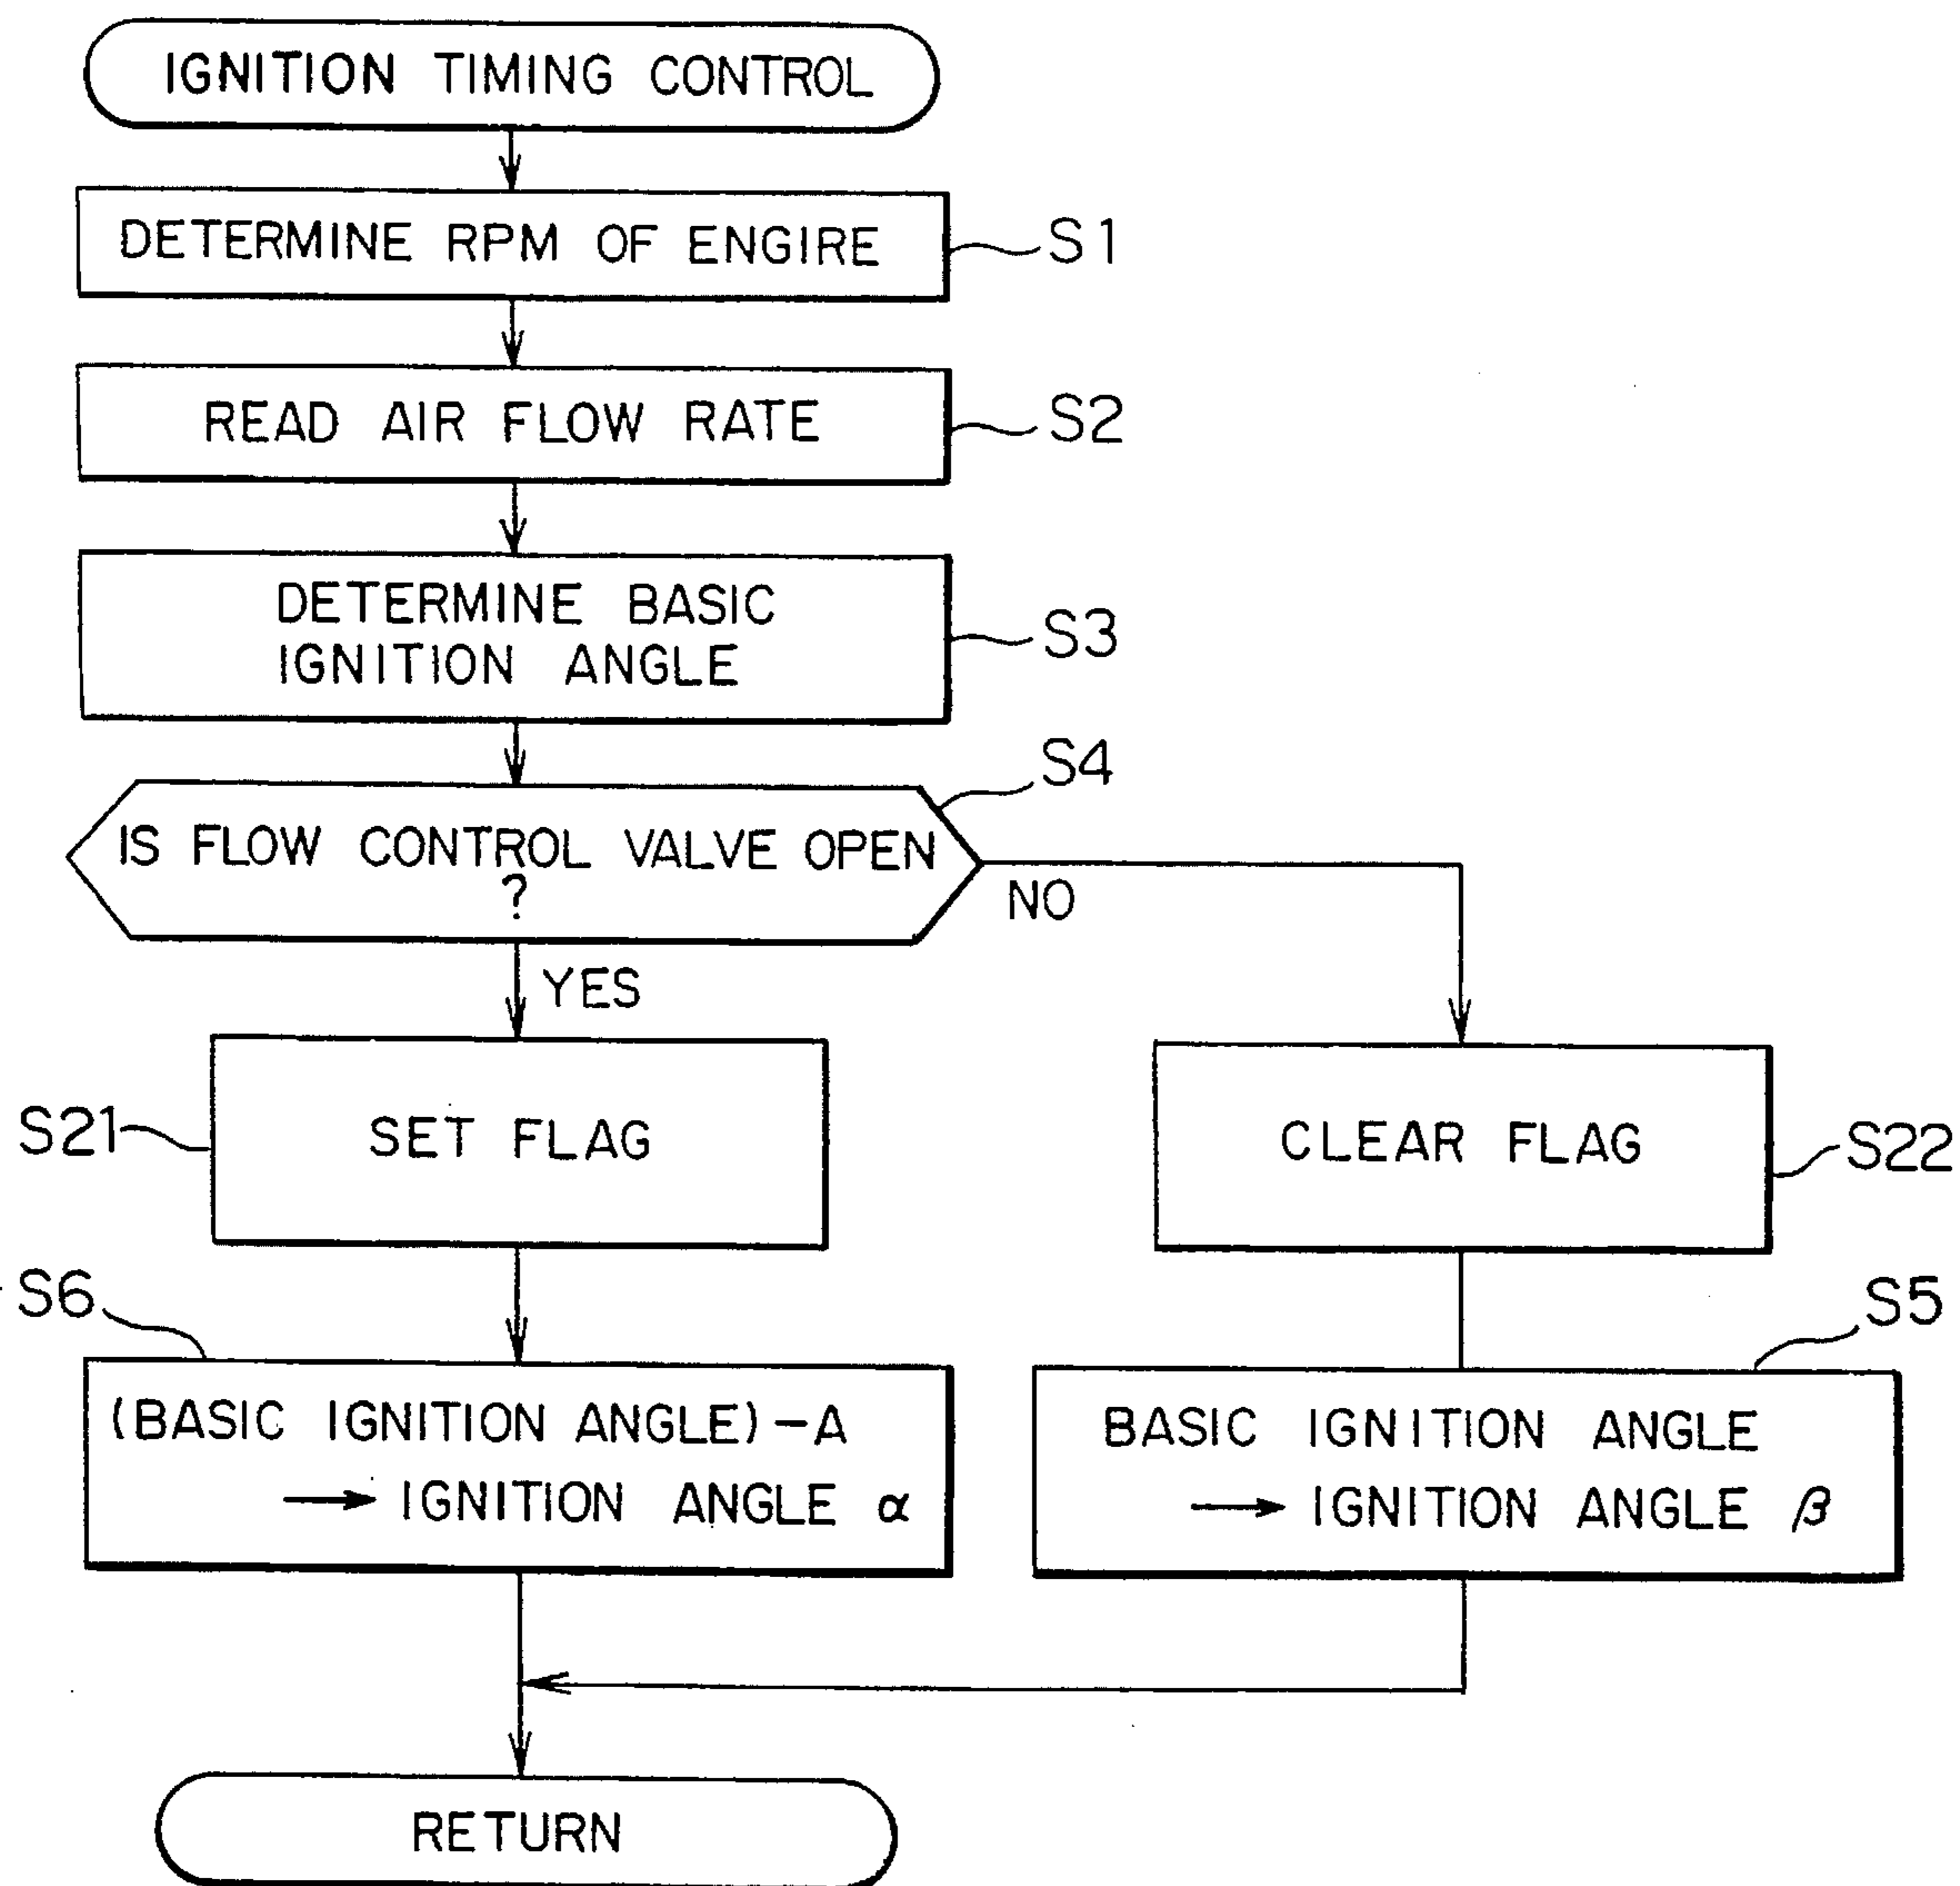 IGNITION TIMING CONTROL
DETERMINE RPM OF ENGIRE
S1
READ AIR FLOW RATE
S2
DETERMINE BASIC
IGNITION ANGLE
S3
S4
IS FLOW CONTROL VALVE OPEN
?
NO
YES
S21
SET FLAG
CLEAR FLAG
S22
S6
(BASIC IGNITION ANGLE)-A
→ IGNITION ANGLE α
S5
BASIC IGNITION ANGLE
→ IGNITION ANGLE β
RETURN